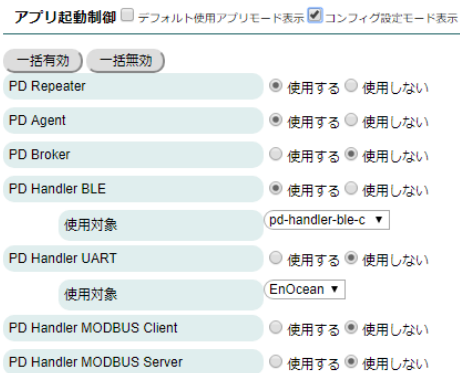 アプリ起動制御 デフォルト使用アプリモード表示 コンフィグ設定モード表示
一括有効 一括無効
PD Repeater 使用する 使用しない
PD Agent 使用する 使用しない
PD Broker 使用する 使用しない
PD Handler BLE 使用する 使用しない
使用対象 pd-handler-ble-c
PD Handler UART 使用する 使用しない
使用対象 EnOcean
PD Handler MODBUS Client 使用する 使用しない
PD Handler MODBUS Server 使用する 使用しない